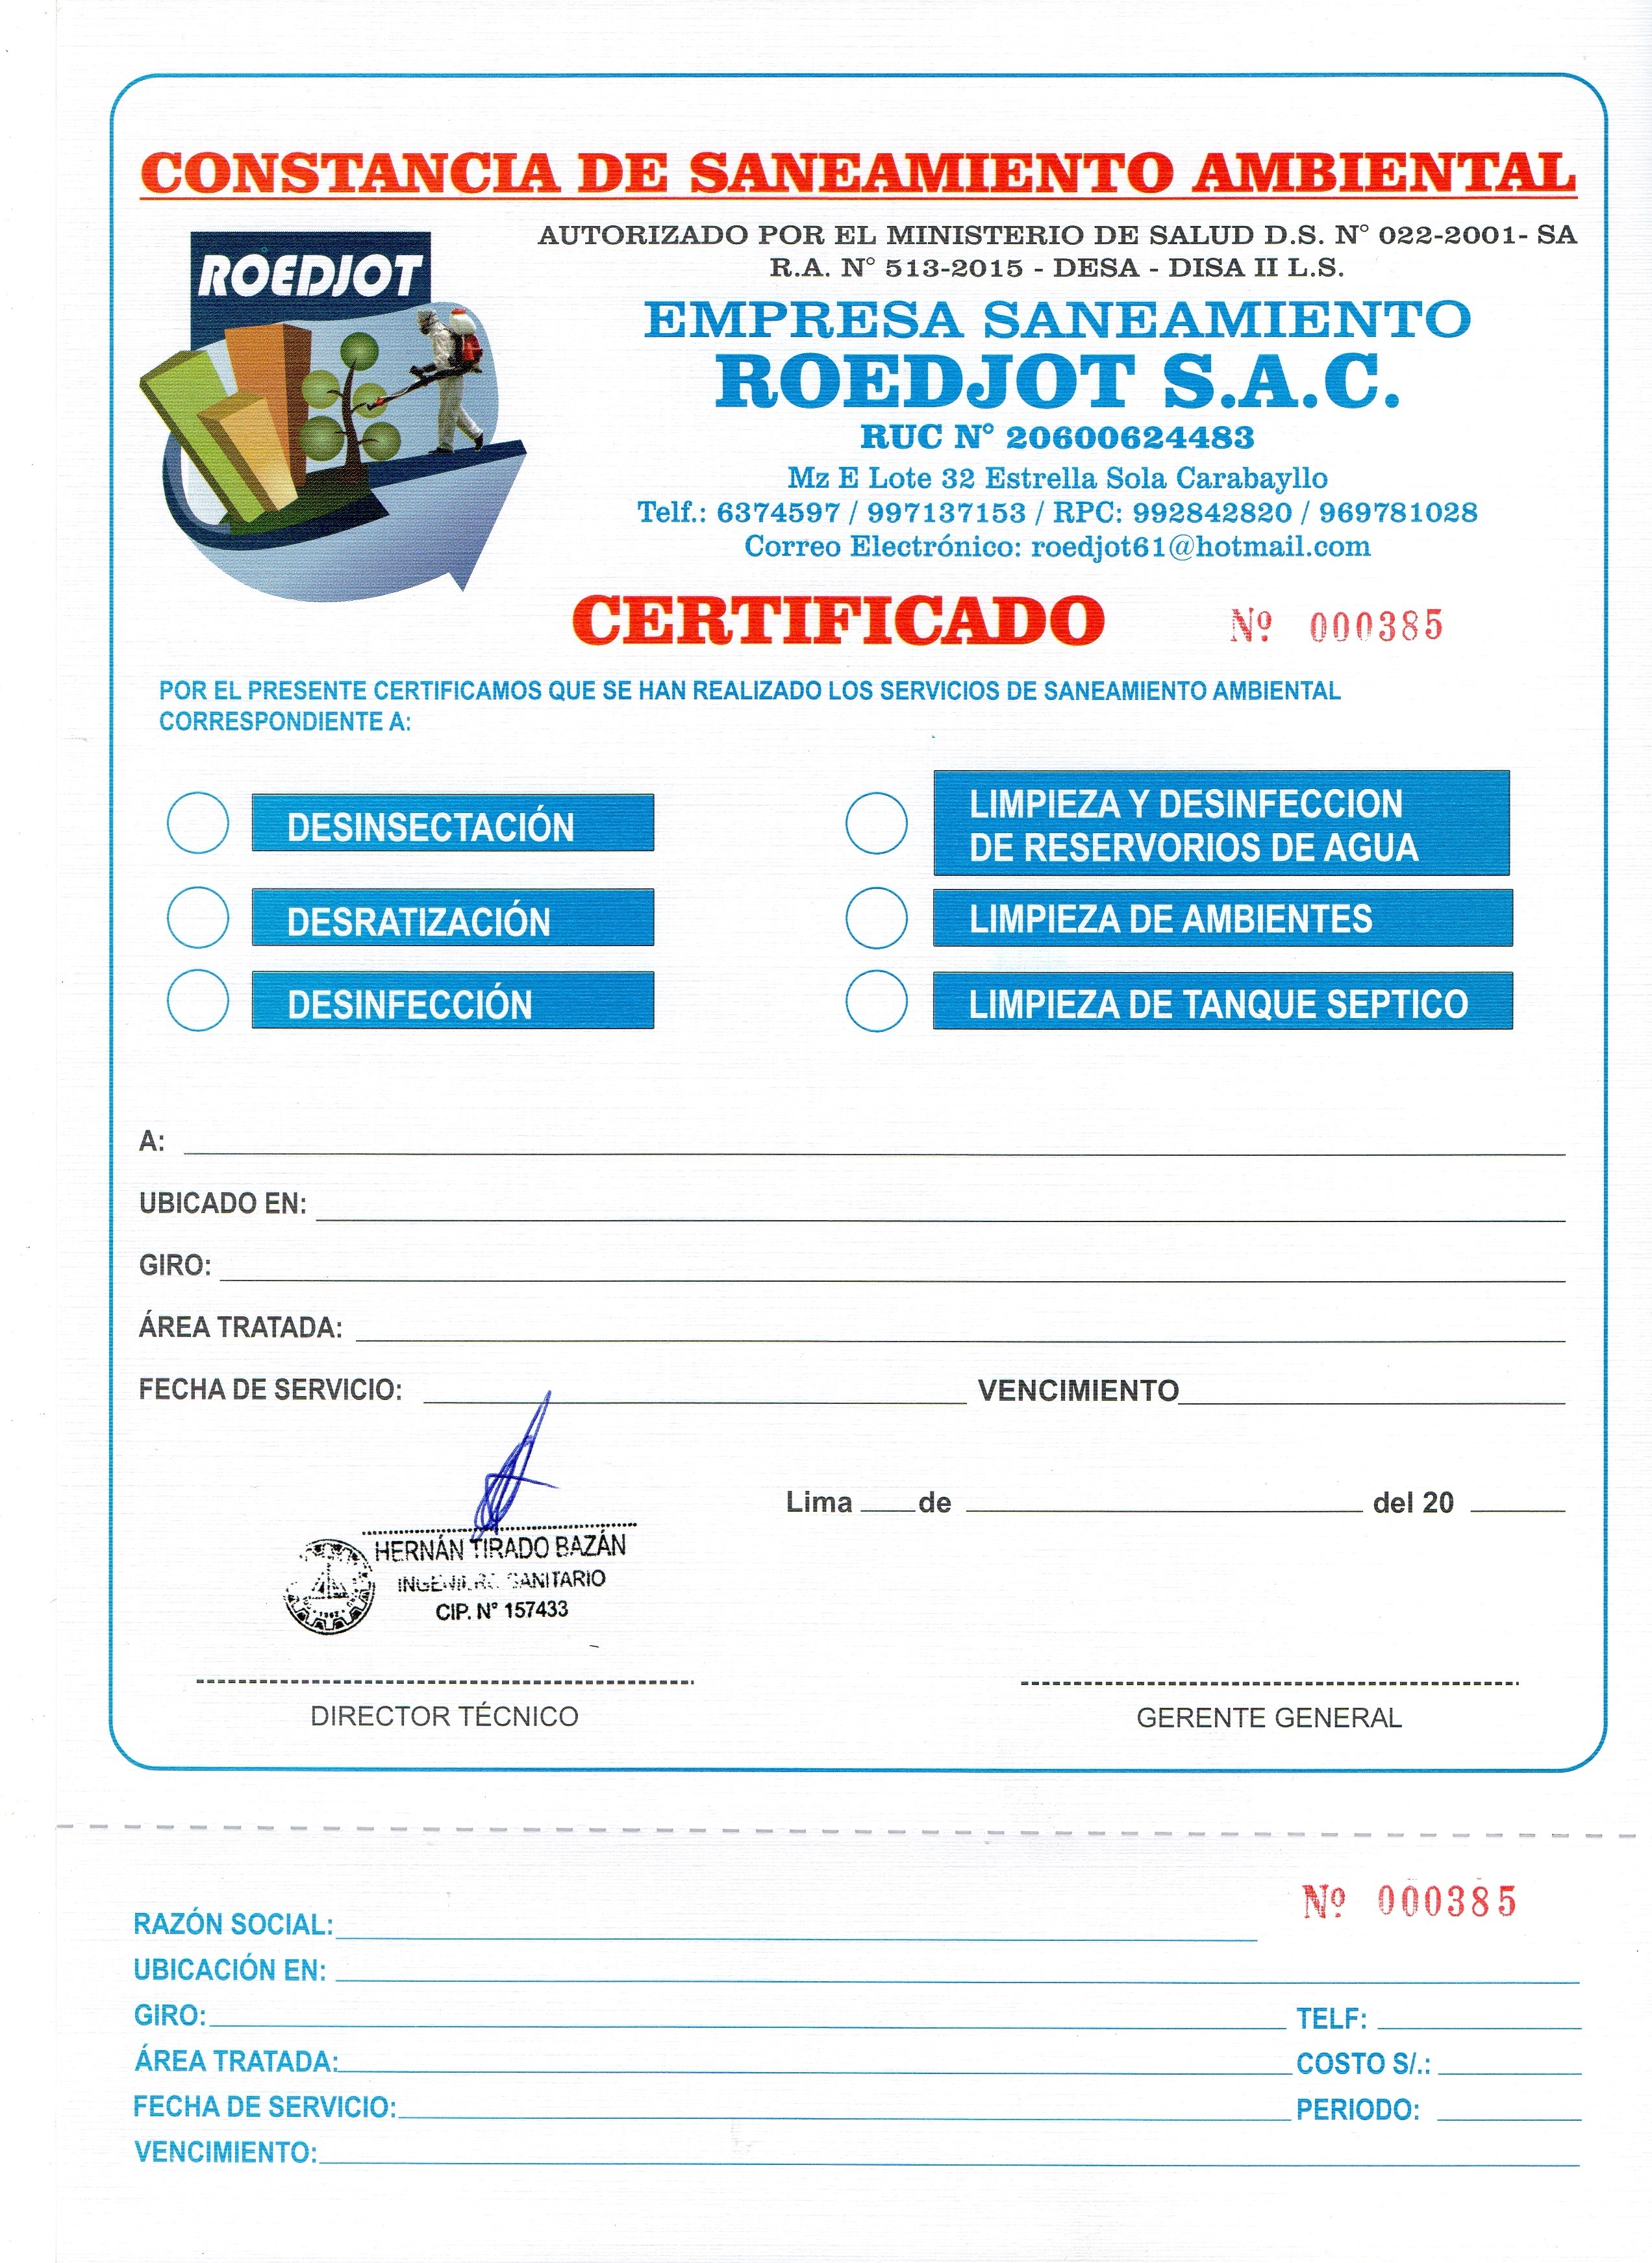 CONSTANCIA DE SANEAMIENTO AMBIENTAL
ROEDJOT
AUTORIZADO POR EL MINISTERIO DE SALUD D.S. N° 022-2001- SA
R.A. N° 513-2015 - DESA - DISA II L.S.
EMPRESA SANEAMIENTO
ROEDJOT S.A.C.
RUC N° 20600624483
Mz E Lote 32 Estrella Sola Carabayllo
Telf.: 6374597 / 997137153 / RPC: 992842820 / 969781028
Correo Electrónico: roedjot61@hotmail.com
CERTIFICADO Nº 000385
POR EL PRESENTE CERTIFICAMOS QUE SE HAN REALIZADO LOS SERVICIOS DE SANEAMIENTO AMBIENTAL
CORRESPONDIENTE A:
DESINSECTACIÓN
DESRATIZACIÓN
DESINFECCIÓN
LIMPIEZA Y DESINFECCION
DE RESERVORIOS DE AGUA
LIMPIEZA DE AMBIENTES
LIMPIEZA DE TANQUE SEPTICO
A:
UBICADO EN:
GIRO:
ÁREA TRATADA:
FECHA DE SERVICIO: VENCIMIENTO
Lima de del 20
HERNÁN TIRADO BAZÁN
INGENIERO SANITARIO
CIP. N° 157433
DIRECTOR TÉCNICO
GERENTE GENERAL
Nº 000385
RAZÓN SOCIAL:
UBICACIÓN EN:
GIRO: TELF:
ÁREA TRATADA: COSTO S/.:
FECHA DE SERVICIO: PERIODO:
VENCIMIENTO: